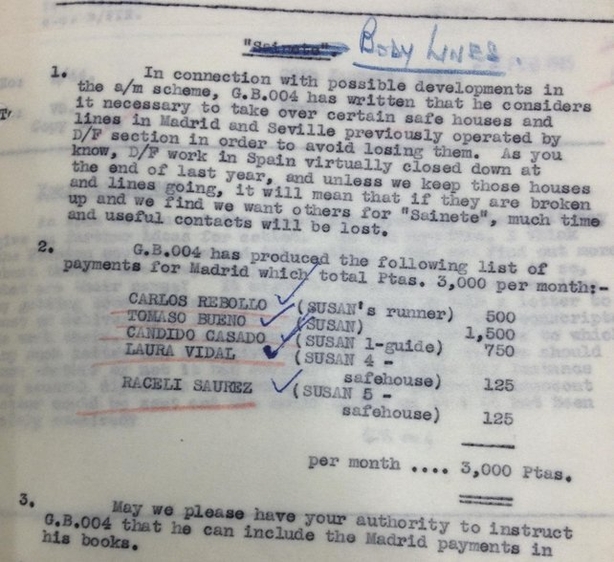 "Sainete" BODY LINES.
1. In connection with possible developments in
the a/m scheme, G.B.004 has written that he considers
it necessary to take over certain safe houses and
lines in Madrid and Seville previously operated by
D/F section in order to avoid losing them. As you
know, D/F work in Spain virtually closed down at
the end of last year, and unless we keep those houses
and lines going, it will mean that if they are broken
up and we find we want others for "Sainete", much time
and useful contacts will be lost.
2. G.B.004 has produced the following list of
payments for Madrid which total Ptas. 3,000 per month:-
CARLOS REBOLLO (SUSAN's runner) 500
TOMASO BUENO (SUSAN) 1,500
CANDIDO CASADO (SUSAN 1-guide) 750
LAURA VIDAL (SUSAN 4 -
safehouse) 125
RACELI SAUREZ (SUSAN 5 -
safehouse) 125
per month .... 3,000 Ptas.
3. May we please have your authority to instruct
G.B.004 that he can include the Madrid payments in
his books.